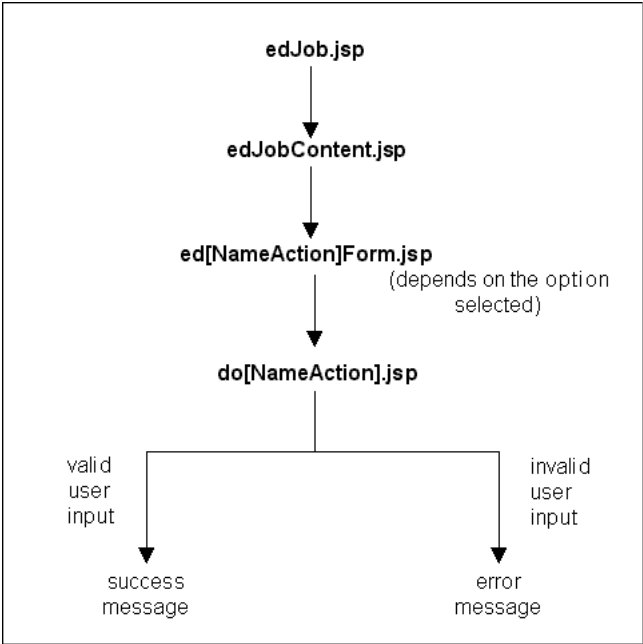 edJob.jsp
edJobContent.jsp
ed[NameAction]Form.jsp
(depends on the option
selected)
do[NameAction].jsp
valid
user
input
invalid
user
input
success
message
error
message